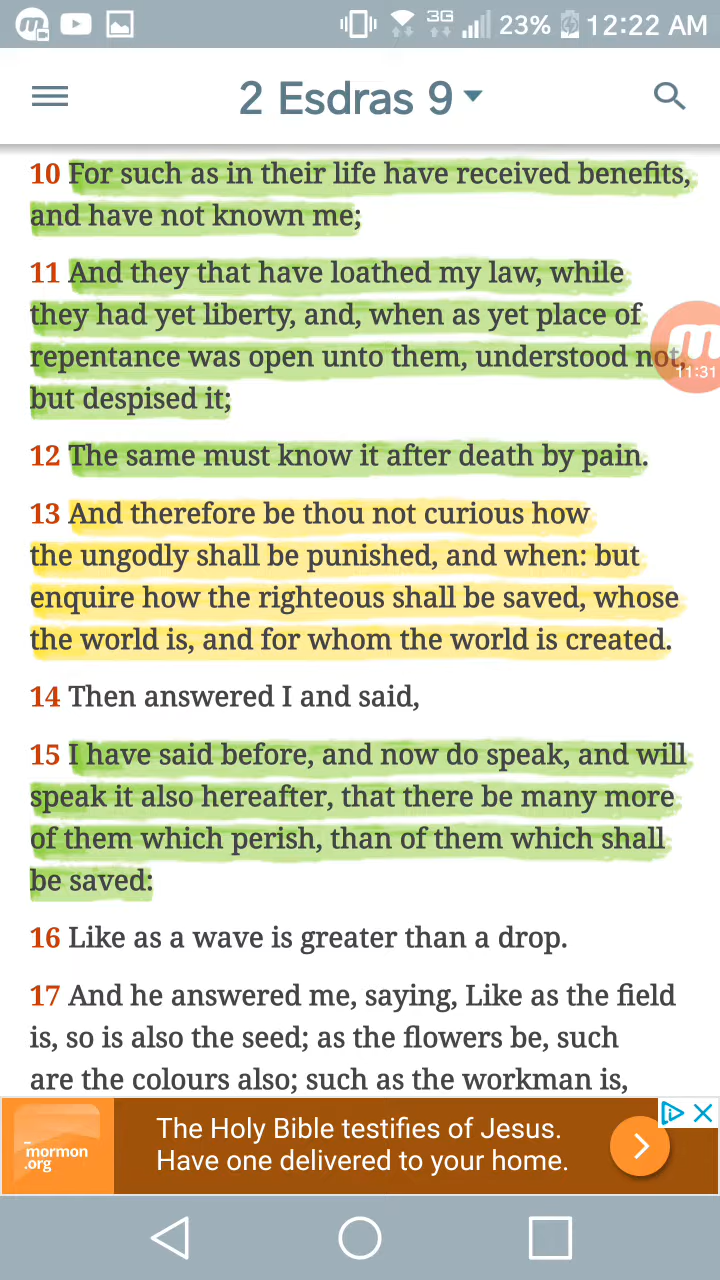 3G 23% 12:22 AM
2 Esdras 9
10 For such as in their life have received benefits,
and have not known me;
11 And they that have loathed my law, while
they had yet liberty, and, when as yet place of
repentance was open unto them, understood not,
but despised it;
12 The same must know it after death by pain.
13 And therefore be thou not curious how
the ungodly shall be punished, and when: but
enquire how the righteous shall be saved, whose
the world is, and for whom the world is created.
14 Then answered I and said,
15 I have said before, and now do speak, and will
speak it also hereafter, that there be many more
of them which perish, than of them which shall
be saved:
16 Like as a wave is greater than a drop.
17 And he answered me, saying, Like as the field
is, so is also the seed; as the flowers be, such
are the colours also; such as the workman is,
11:31
mormon
.org
The Holy Bible testifies of Jesus.
Have one delivered to your home.